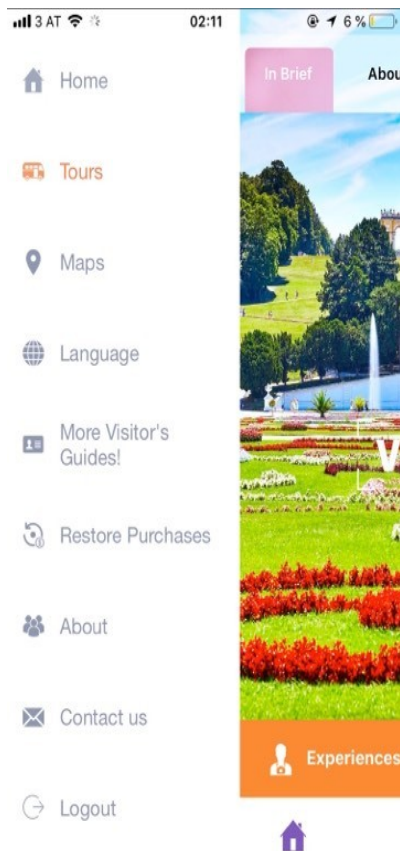 3 AT 02:11 6 %
Home
Tours
Maps
Language
More Visitor's
Guides!
Restore Purchases
About
Contact us
Logout
In Brief
Abou
V
Experiences